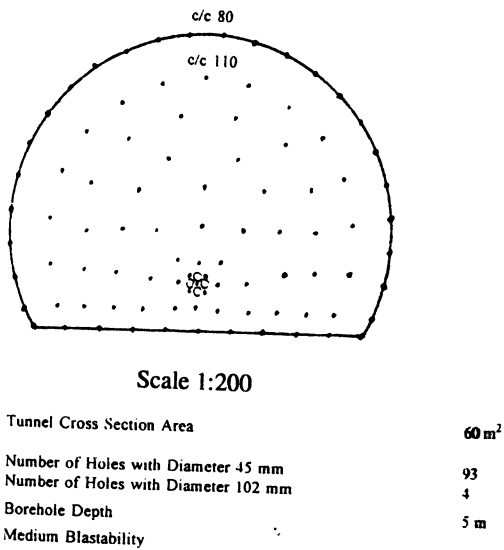 c/c 80
c/c 110
Scale 1:200
Tunnel Cross Section Area 60 m²
Number of Holes with Diameter 45 mm 93
Number of Holes with Diameter 102 mm 4
Borehole Depth 5 m
Medium Blastability